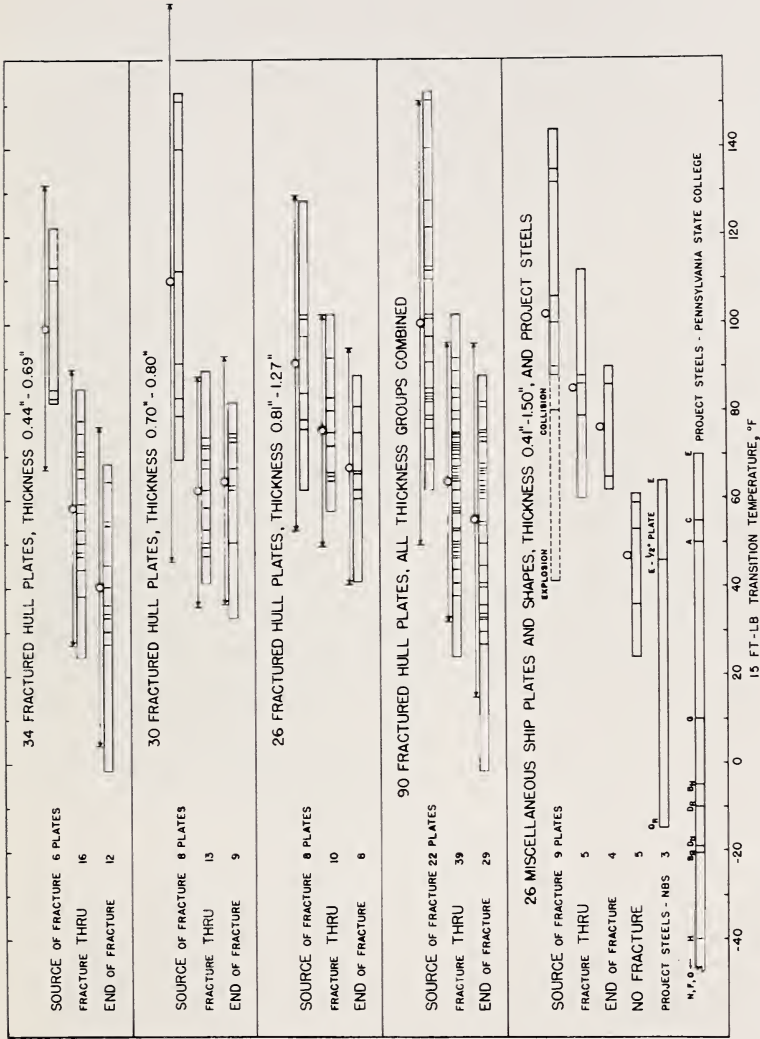 34 FRACTURED HULL PLATES, THICKNESS 0.44" - 0.69"
SOURCE OF FRACTURE 6 PLATES
FRACTURE THRU 16
END OF FRACTURE 12
30 FRACTURED HULL PLATES, THICKNESS 0.70" - 0.80"
SOURCE OF FRACTURE 8 PLATES
FRACTURE THRU 13
END OF FRACTURE 9
26 FRACTURED HULL PLATES, THICKNESS 0.81" - 1.27"
SOURCE OF FRACTURE 8 PLATES
FRACTURE THRU 10
END OF FRACTURE 8
90 FRACTURED HULL PLATES, ALL THICKNESS GROUPS COMBINED
SOURCE OF FRACTURE 22 PLATES
FRACTURE THRU 39
END OF FRACTURE 29
26 MISCELLANEOUS SHIP PLATES AND SHAPES, THICKNESS 0.41"-1.50", AND PROJECT STEELS
SOURCE OF FRACTURE 9 PLATES
EXPLOSION COLLISION
FRACTURE THRU 5
END OF FRACTURE 4
NO FRACTURE 5
PROJECT STEELS - NBS 3
E - 1/2" PLATE E
N, P, Q H A C E
PROJECT STEELS - PENNSYLVANIA STATE COLLEGE
-40 -20 0 20 40 60 80 100 120 140
15 FT-LB TRANSITION TEMPERATURE, °F